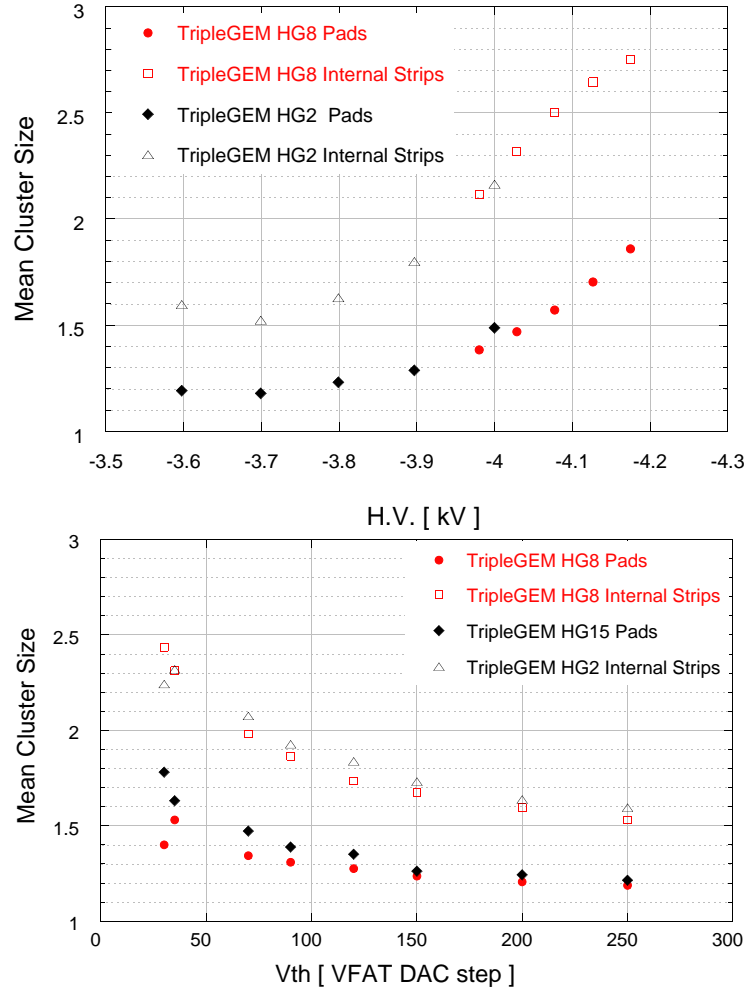 3
TripleGEM HG8 Pads
TripleGEM HG8 Internal Strips
TripleGEM HG2 Pads
TripleGEM HG2 Internal Strips
2.5
2
1.5
1
Mean Cluster Size
-3.5 -3.6 -3.7 -3.8 -3.9 -4 -4.1 -4.2 -4.3
H.V. [ kV ]
3
TripleGEM HG8 Pads
TripleGEM HG8 Internal Strips
TripleGEM HG15 Pads
TripleGEM HG2 Internal Strips
2.5
2
1.5
1
Mean Cluster Size
0 50 100 150 200 250 300
Vth [ VFAT DAC step ]